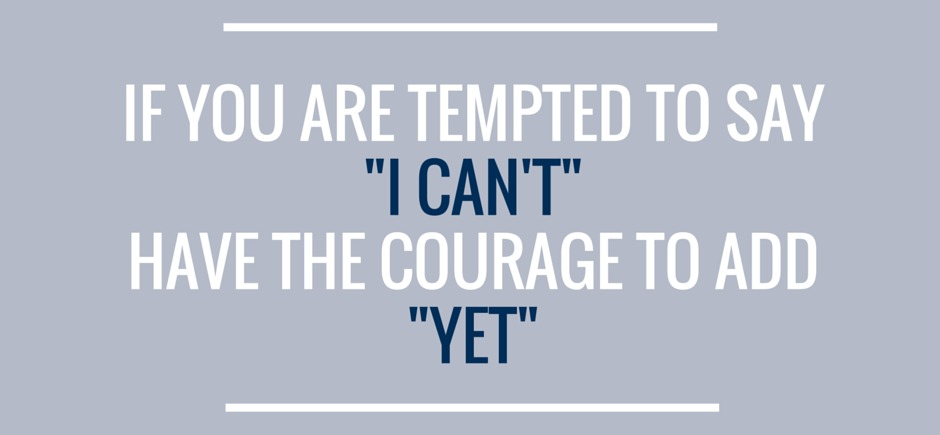 IF YOU ARE TEMPTED TO SAY
"I CAN'T"
HAVE THE COURAGE TO ADD
"YET"